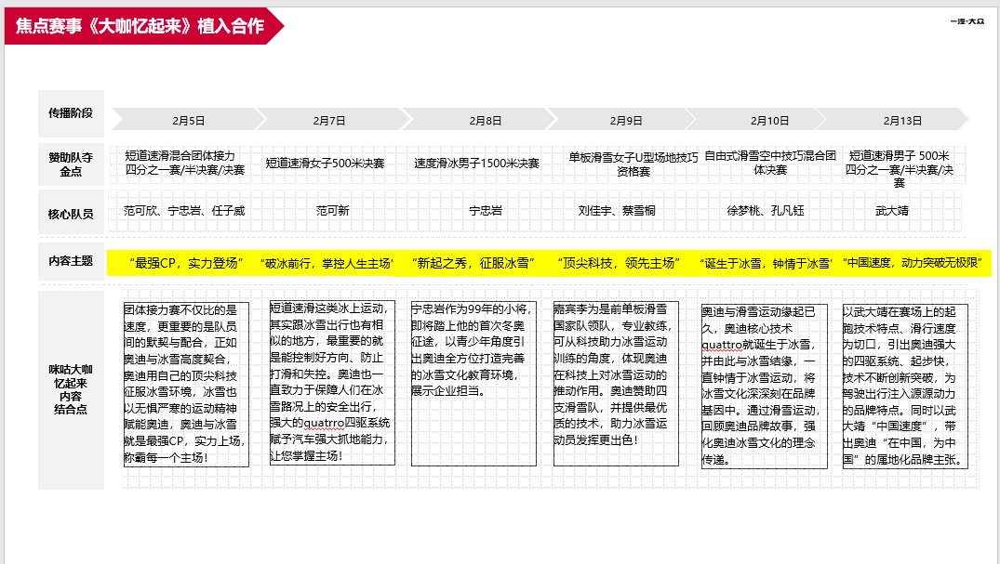 焦点赛事《大咖忆起来》植入合作
一汽-大众
传播阶段
2月5日
2月7日
2月8日
2月9日
2月10日
2月13日
赞助队夺
金点
短道速滑混合团体接力
四分之一赛/半决赛/决赛
短道速滑女子500米决赛
速度滑冰男子1500米决赛
单板滑雪女子U型场地技巧
资格赛
自由式滑雪空中技巧混合团
体决赛
短道速滑男子 500米
四分之一赛/半决赛/决
赛
核心队员
范可欣、宁忠岩、任子威
范可新
宁忠岩
刘佳宇、蔡雪桐
徐梦桃、孔凡钰
武大靖
内容主题
“最强CP，实力登场”
“破冰前行，掌控人生主场”
“新起之秀，征服冰雪”
“顶尖科技，领先主场”
“诞生于冰雪，钟情于冰雪”
“中国速度，动力突破无极限”
咪咕大咖
忆起来
内容
结合点
团体接力赛不仅比的是
速度，更重要的是队员
间的默契与配合，正如
奥迪与冰雪高度契合，
奥迪用自己的顶尖科技
征服冰雪环境，冰雪也
以无惧严寒的运动精神
赋能奥迪，奥迪与冰雪
就是最强CP，实力上场，
称霸每一个主场！
短道速滑这类冰上运动，
其实跟冰雪出行也有相
似的地方，最重要的就
是能控制好方向、防止
打滑和失控。奥迪也一
直致力于保障人们在冰
雪路况上的安全出行，
强大的quatrro四驱系统
赋予汽车强大抓地能力，
让您掌握主场！
宁忠岩作为99年的小将，
即将踏上他的首次冬奥
征途，以青少年角度引
出奥迪全方位打造完善
的冰雪文化教育环境，
展示企业担当。
嘉宾李为是前单板滑雪
国家队领队，专业教练，
可从科技助力冰雪运动
训练的角度，体现奥迪
在科技上对冰雪运动的
推动作用。奥迪赞助四
支滑雪队，并提供最优
质的技术，助力冰雪运
动员发挥更出色！
奥迪与滑雪运动缘起已
久，奥迪核心技术
quattro就诞生于冰雪，
并由此与冰雪结缘，一
直钟情于冰雪运动，将
冰雪文化深深刻在品牌
基因中。通过滑雪运动，
回顾奥迪品牌故事，强
化奥迪冰雪文化的理念
传递。
以武大靖在赛场上的起
跑技术特点、滑行速度
为切口，引出奥迪强大
的四驱系统、起步快，
技术不断创新突破，为
驾驶出行注入源源动力
的品牌特点。同时以武
大靖“中国速度”，带
出奥迪“在中国，为中
国”的属地化品牌主张。